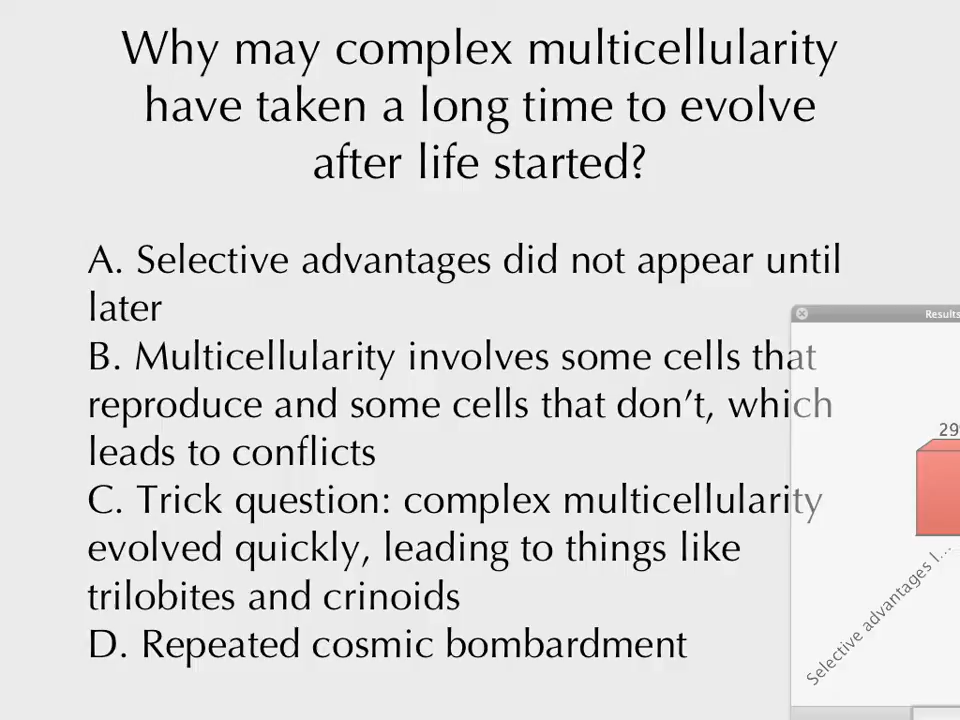 Why may complex multicellularity
have taken a long time to evolve
after life started?
A. Selective advantages did not appear until
later
B. Multicellularity involves some cells that
reproduce and some cells that don't, which
leads to conflicts
C. Trick question: complex multicellularity
evolved quickly, leading to things like
trilobites and crinoids
D. Repeated cosmic bombardment
Results
29
Selective advantages l...